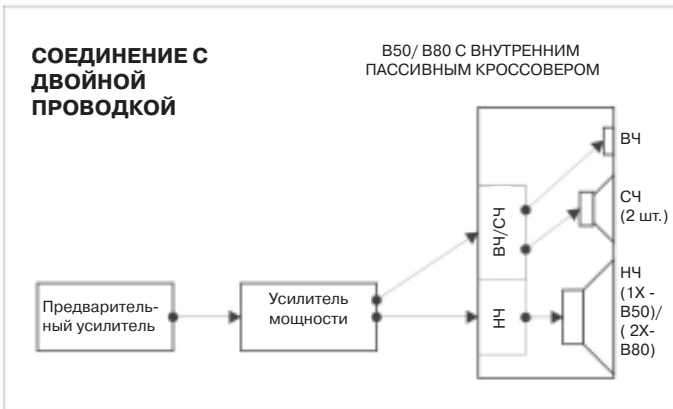 СОЕДИНЕНИЕ С
ДВОЙНОЙ
ПРОВОДКОЙ
B50/ B80 С ВНУТРЕННИМ
ПАССИВНЫМ КРОССОВЕРОМ
Предваритель-
ный усилитель
Усилитель
мощности
ВЧ/СЧ
НЧ
ВЧ
СЧ
(2 шт.)
НЧ
(1X -
B50)/
( 2X-
B80)